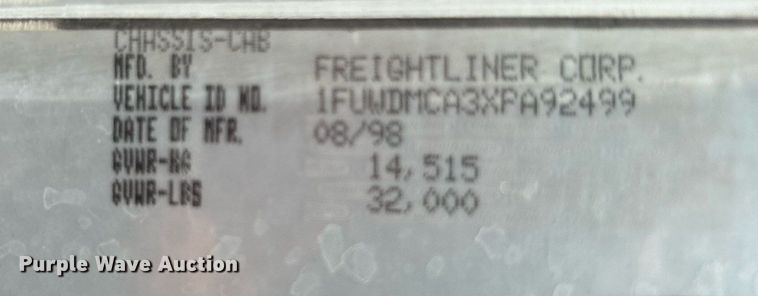 CHASSIS-CAB
MFD. BY FREIGHTLINER CORP.
VEHICLE ID NO. 1FUWDMCA3XPA92499
DATE OF MFR. 08/98
GVWR-KG 14,515
GVWR-LBS 32,000
Purple Wave Auction